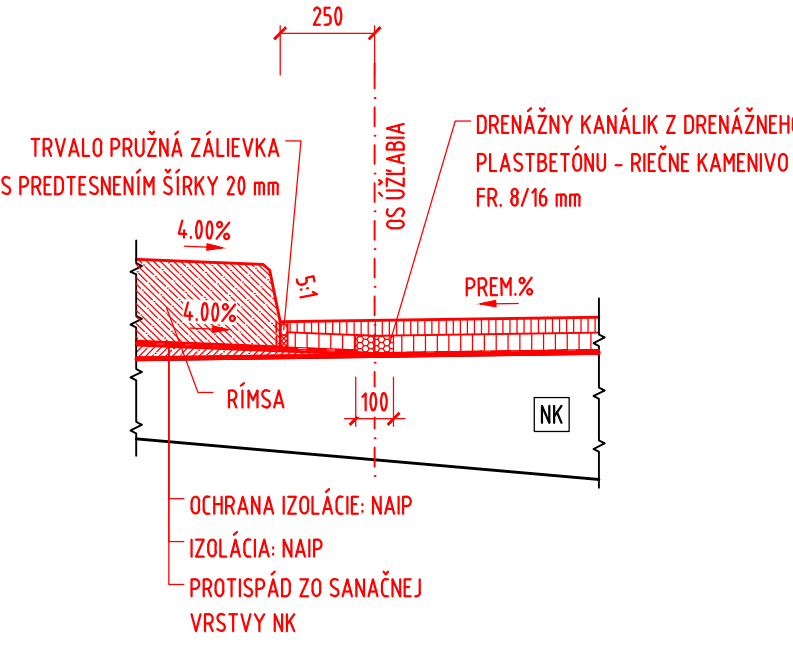 250
TRVALO PRUŽNÁ ZÁLIEVKA
S PREDTESNENÍM ŠÍRKY 20 mm
OS ÚŽĽABIA
DRENÁŽNY KANÁLIK Z DRENÁŽNEH
PLASTBETÓNU - RIEČNE KAMENIVO
FR. 8/16 mm
4.00%
5:1
PREM.%
4.00%
RÍMSA
100
NK
OCHRANA IZOLÁCIE: NAIP
IZOLÁCIA: NAIP
PROTISPÁD ZO SANAČNEJ
VRSTVY NK